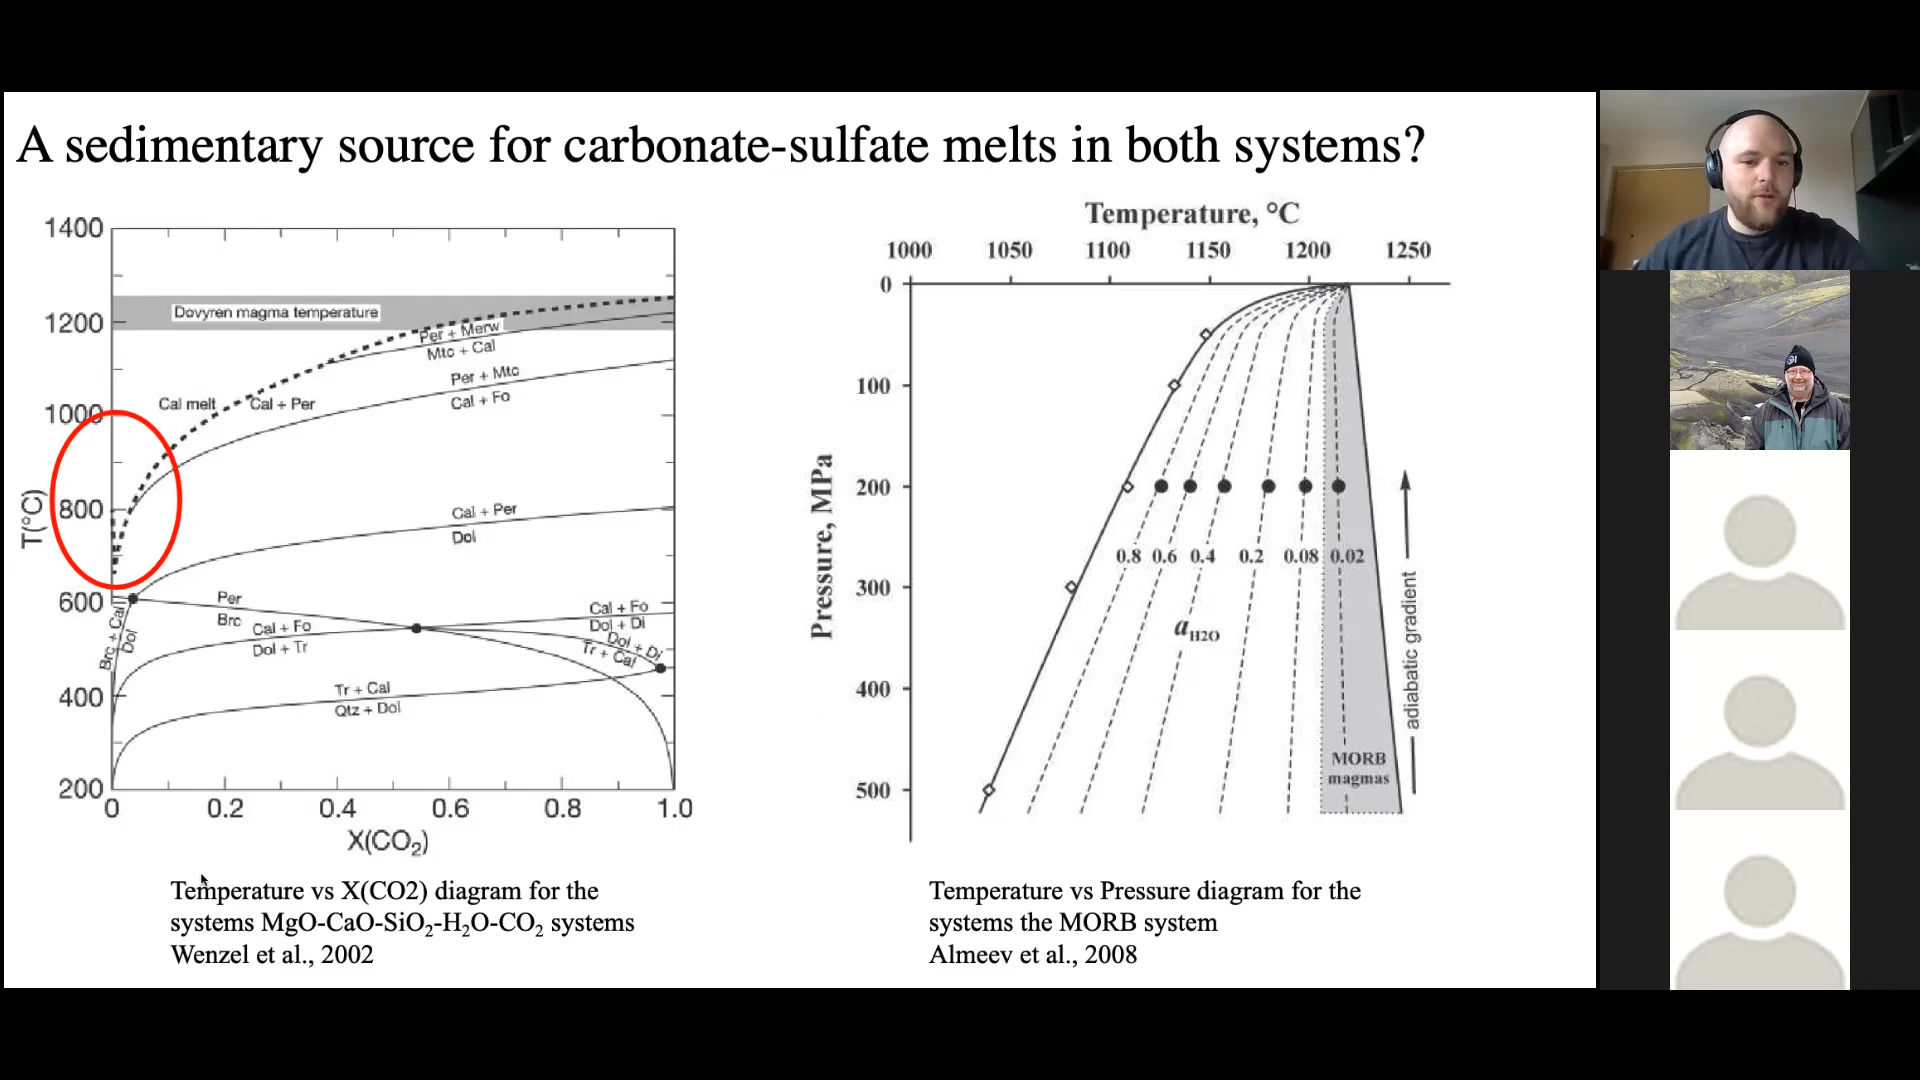 A sedimentary source for carbonate-sulfate melts in both systems?
1400
1200
1000
800
600
400
200
T(°C)
0
0.2
0.4
0.6
0.8
1.0
X(CO₂)
Dovyren magma temperature
Per + Merw
Mtc + Cal
Per + Mtc
Cal + Fo
Cal melt
Cal + Per
Cal + Per
Dol
Per
Brc
Cal + Fo
Dol + Tr
Cal + Fo
Dol + Di
Dol + Di
Tr + Cal
Brc + Cal
Dol
Tr + Cal
Qtz + Dol
Temperature vs X(CO2) diagram for the
systems MgO-CaO-SiO₂-H₂O-CO₂ systems
Wenzel et al., 2002
Temperature, °C
1000
1050
1100
1150
1200
1250
Pressure, MPa
0
100
200
300
400
500
0.8
0.6
0.4
0.2
0.08
0.02
aH2O
MORB
magmas
adiabatic gradient
Temperature vs Pressure diagram for the
systems the MORB system
Almeev et al., 2008